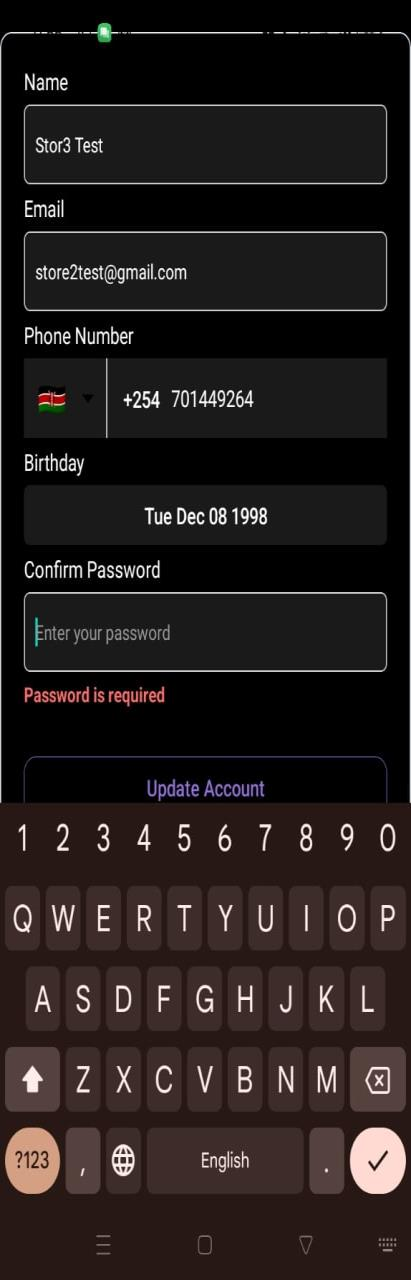 Name
Stor3 Test
Email
store2test@gmail.com
Phone Number
+254 701449264
Birthday
Tue Dec 08 1998
Confirm Password
Enter your password
Password is required
Update Account
1 2 3 4 5 6 7 8 9 0
Q W E R T Y U I O P
A S D F G H J K L
Z X C V B N M
?123 , English .